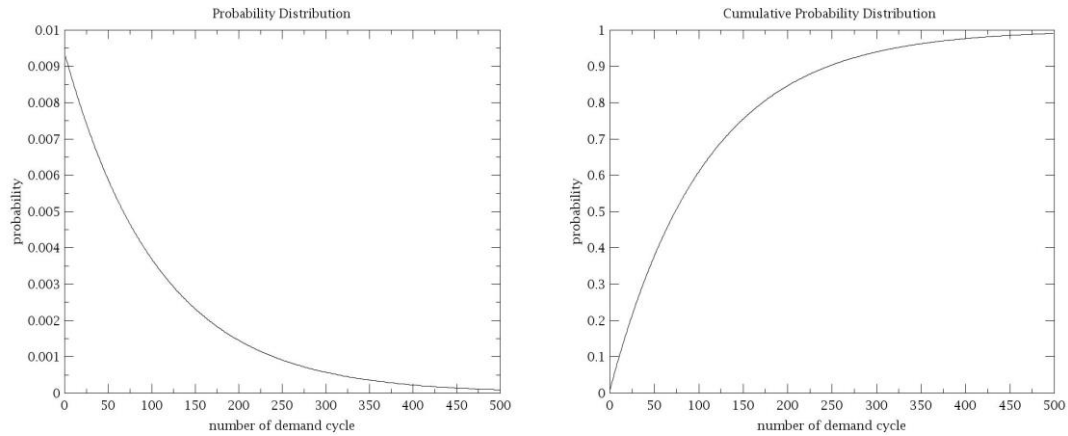 Probability Distribution
0.01
0.009
0.008
0.007
0.006
0.005
0.004
0.003
0.002
0.001
0
probability
0 50 100 150 200 250 300 350 400 450 500
number of demand cycle
Cumulative Probability Distribution
1
0.9
0.8
0.7
0.6
0.5
0.4
0.3
0.2
0.1
0
probability
0 50 100 150 200 250 300 350 400 450 500
number of demand cycle